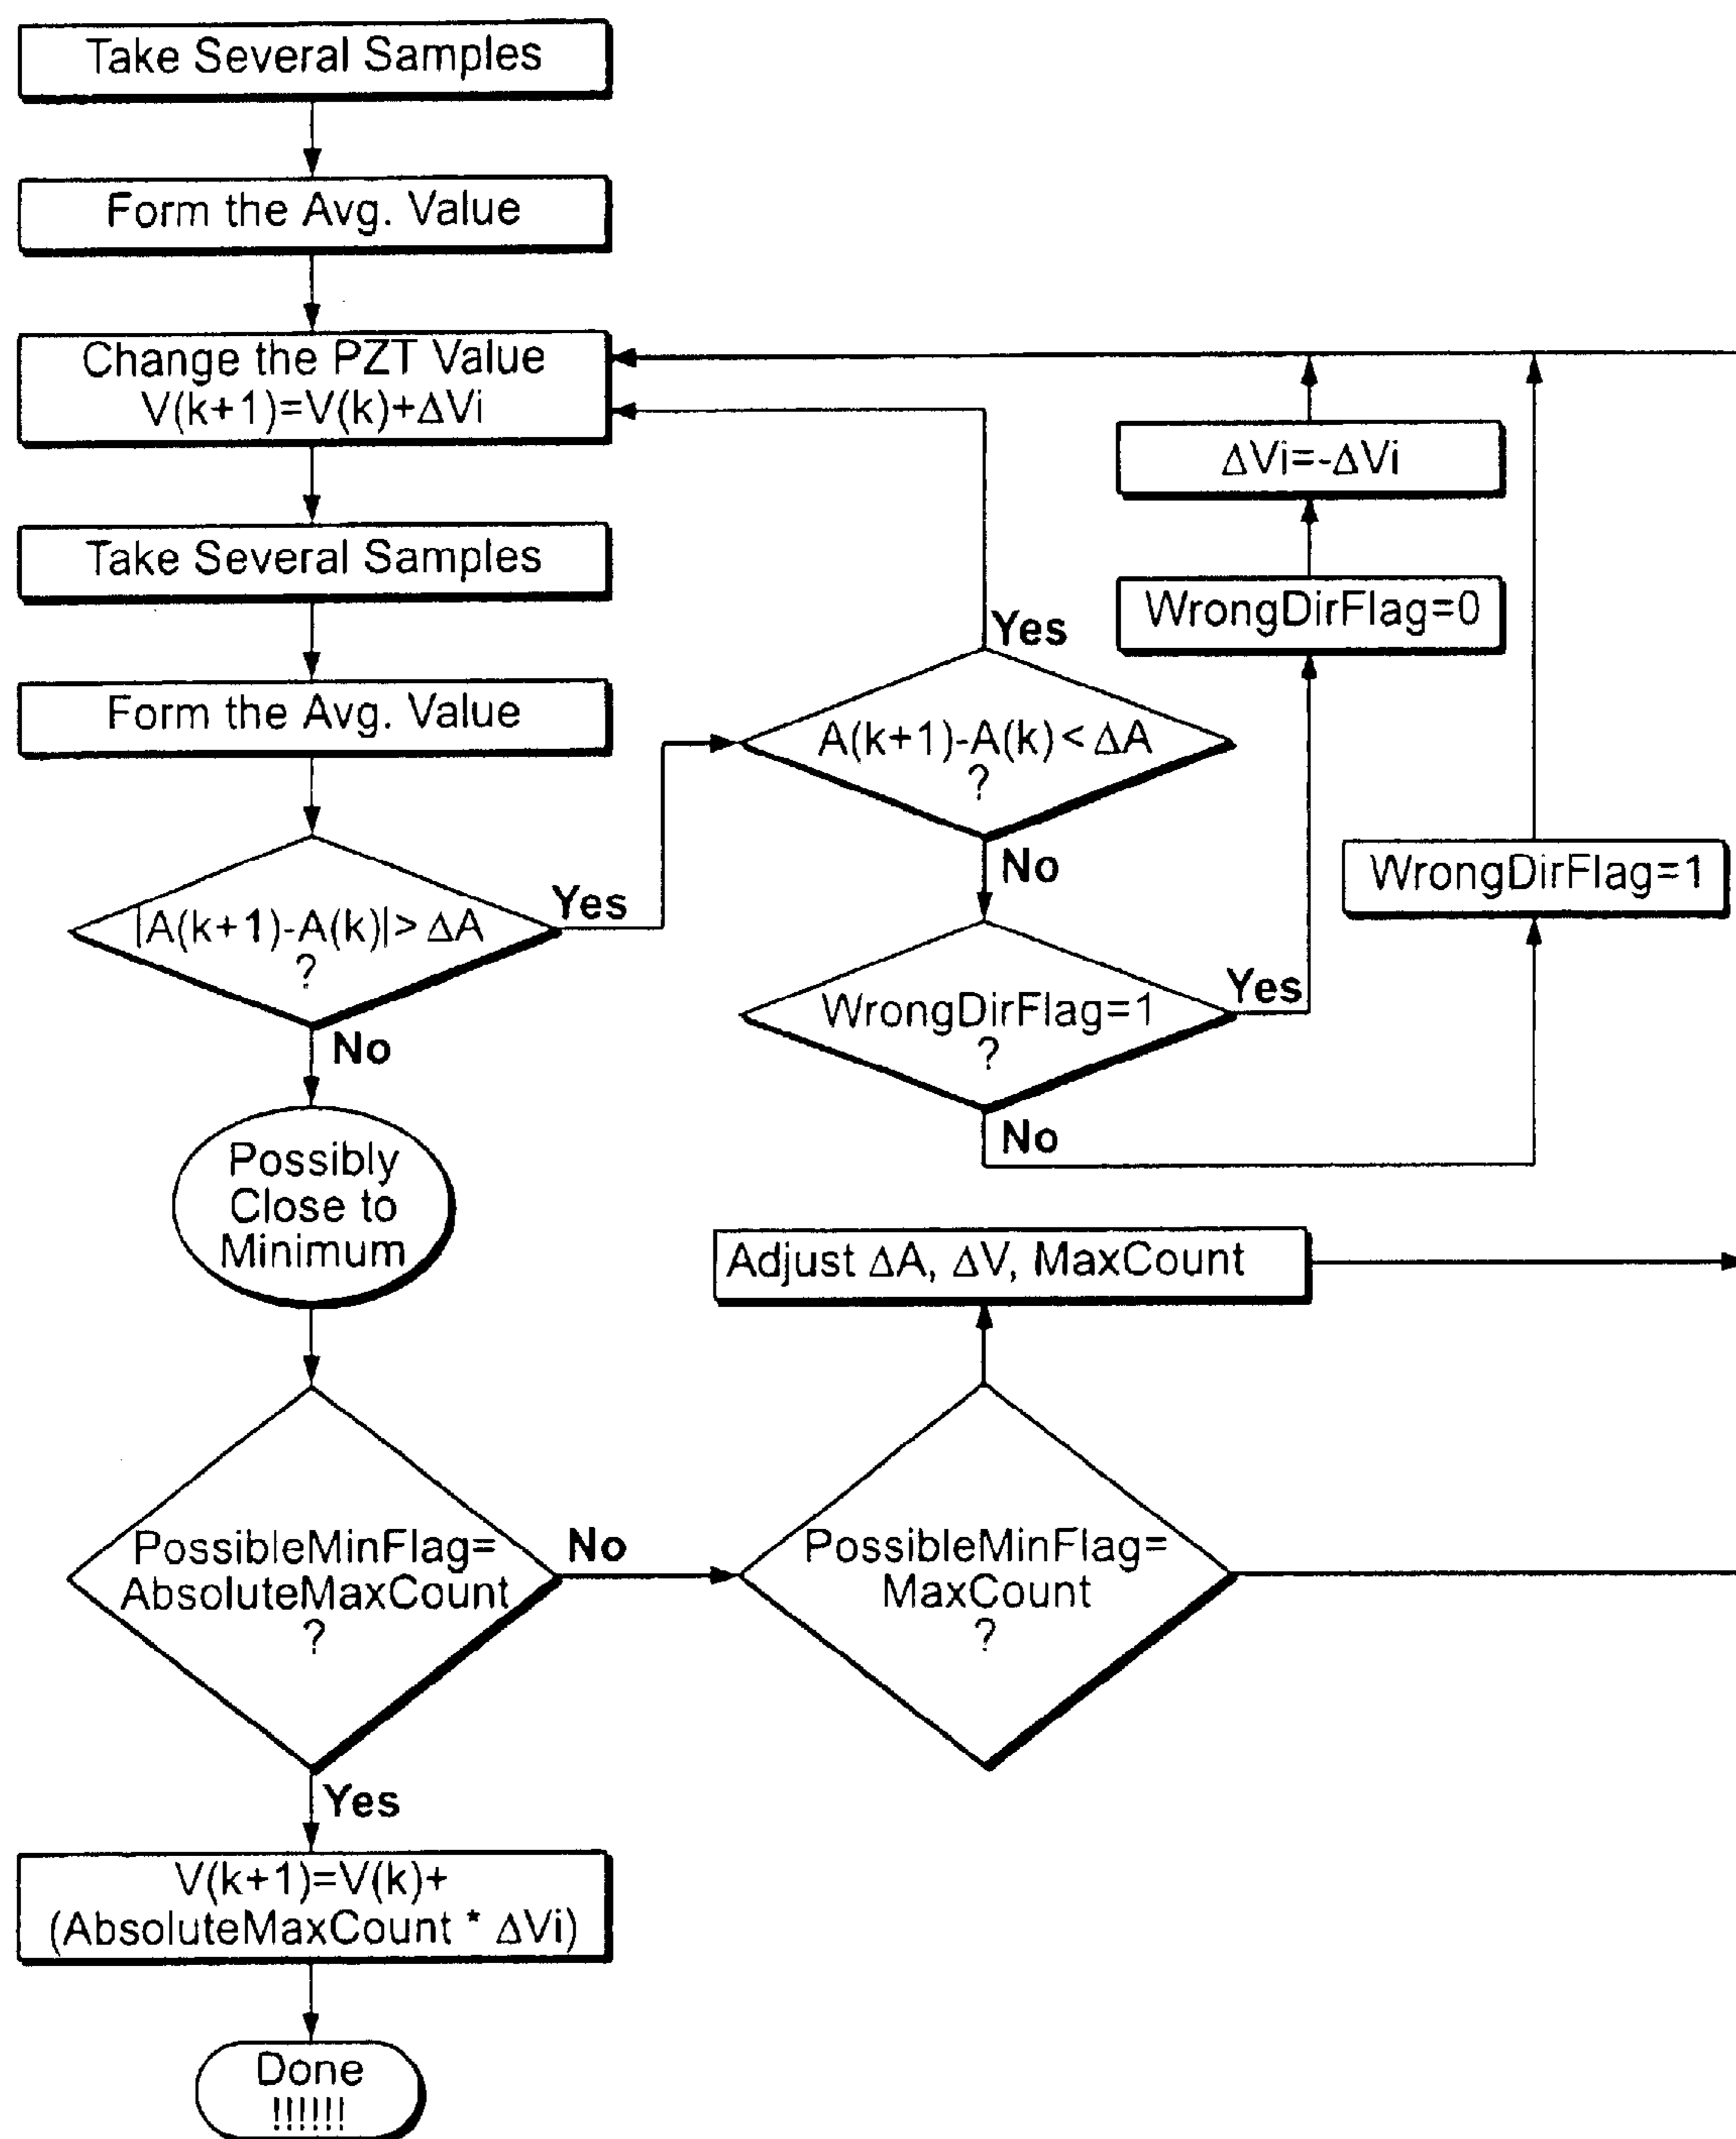 Take Several Samples
Form the Avg. Value
Change the PZT Value
V(k+1)=V(k)+ΔVi
Take Several Samples
Form the Avg. Value
|A(k+1)-A(k)|> ΔA
?
Yes
No
A(k+1)-A(k)< ΔA
?
Yes
No
WrongDirFlag=1
?
Yes
No
WrongDirFlag=0
ΔVi=-ΔVi
WrongDirFlag=1
Possibly
Close to
Minimum
PossibleMinFlag=
AbsoluteMaxCount
?
No
Yes
PossibleMinFlag=
MaxCount
?
Adjust ΔA, ΔV, MaxCount
V(k+1)=V(k)+
(AbsoluteMaxCount * ΔVi)
Done
!!!!!!